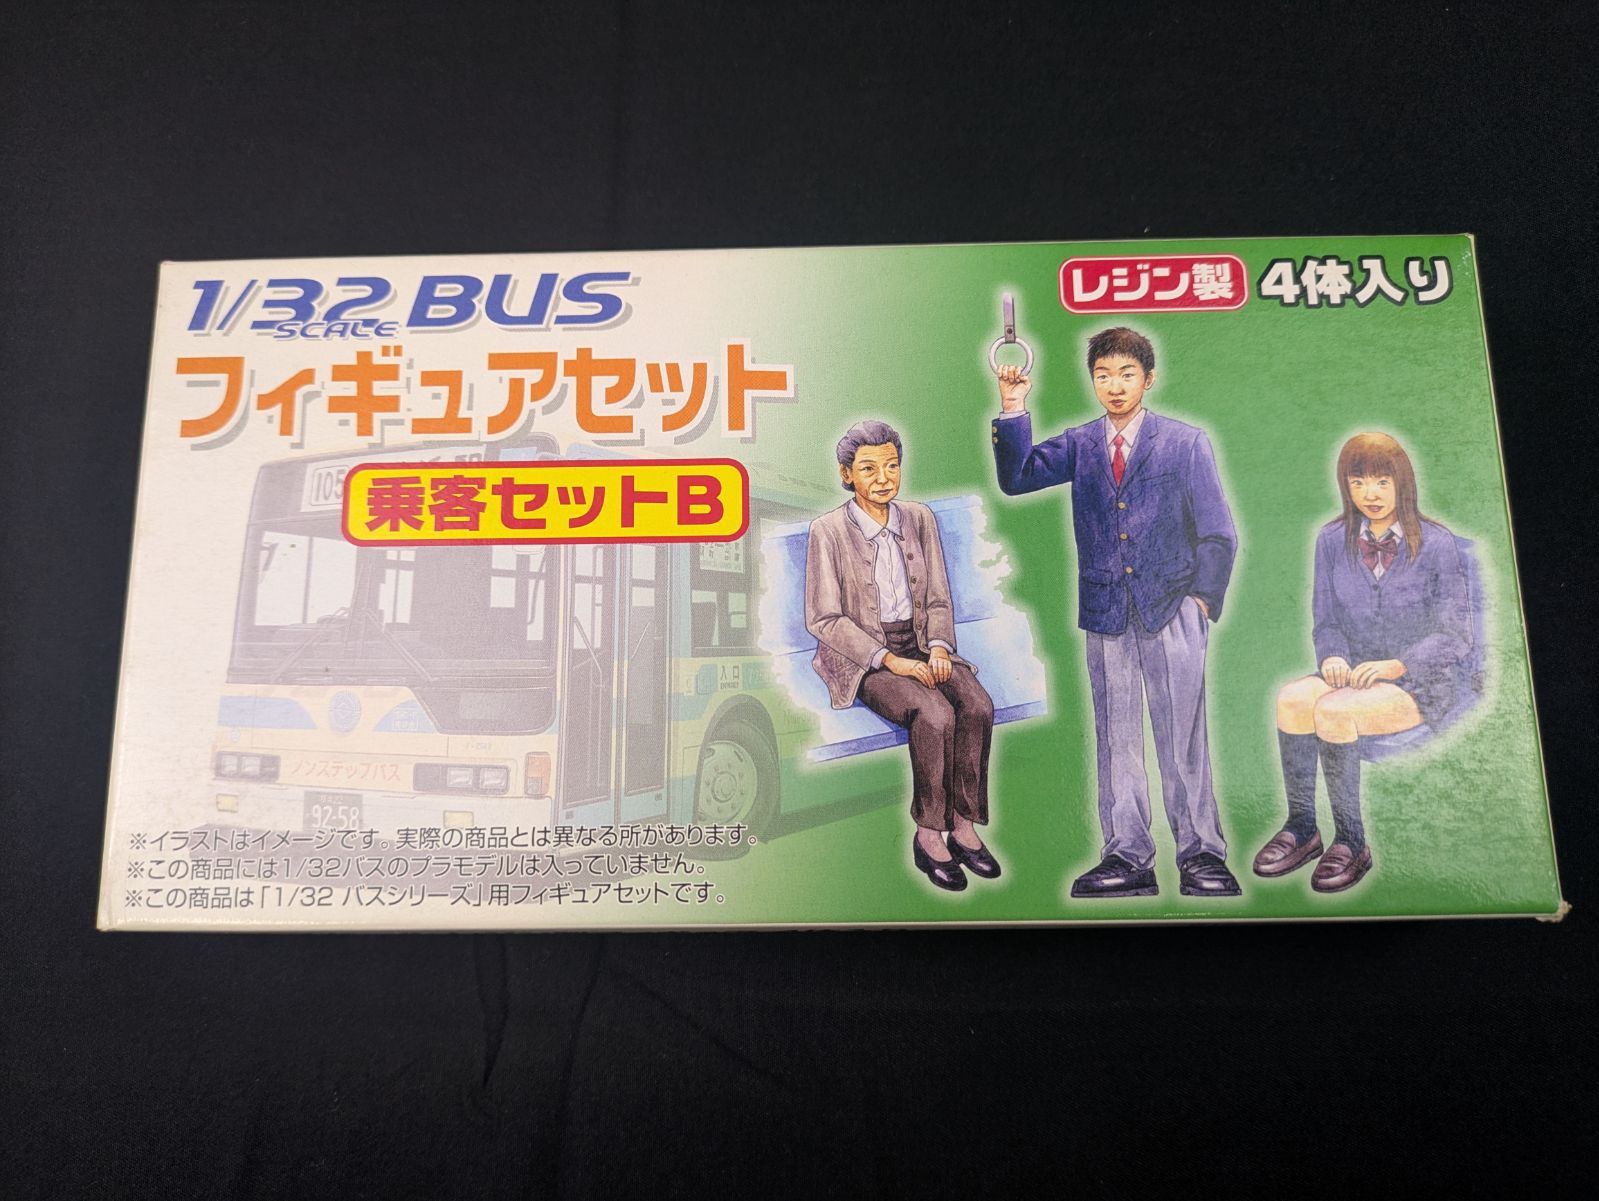 1/32 BUS
SCALE
フィギュアセット
乗客セットB
レジン製 4体入り
105
入口
ノンステップバス
92-58
※イラストはイメージです。実際の商品とは異なる所があります。
※この商品には1/32バスのプラモデルは入っていません。
※この商品は「1/32 バスシリーズ」用フィギュアセットです。